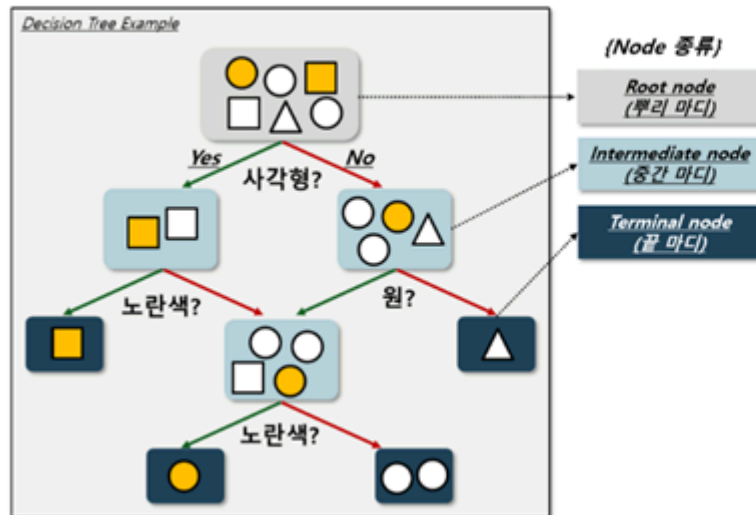 Decision Tree Example
(Node 종류)
Root node
(뿌리 마디)
Yes
No
사각형?
Intermediate node
(중간 마디)
Terminal node
(끝 마디)
노란색?
원?
노란색?